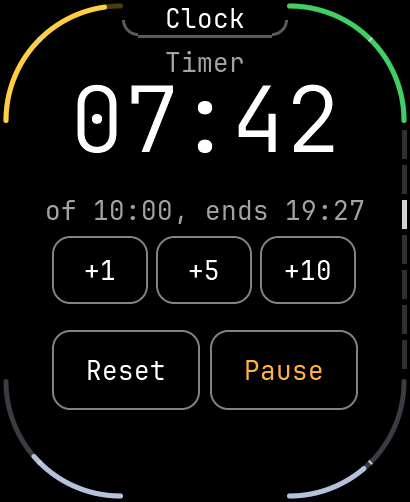 Clock
Timer
07:42
of 10:00, ends 19:27
+1 +5 +10
Reset Pause